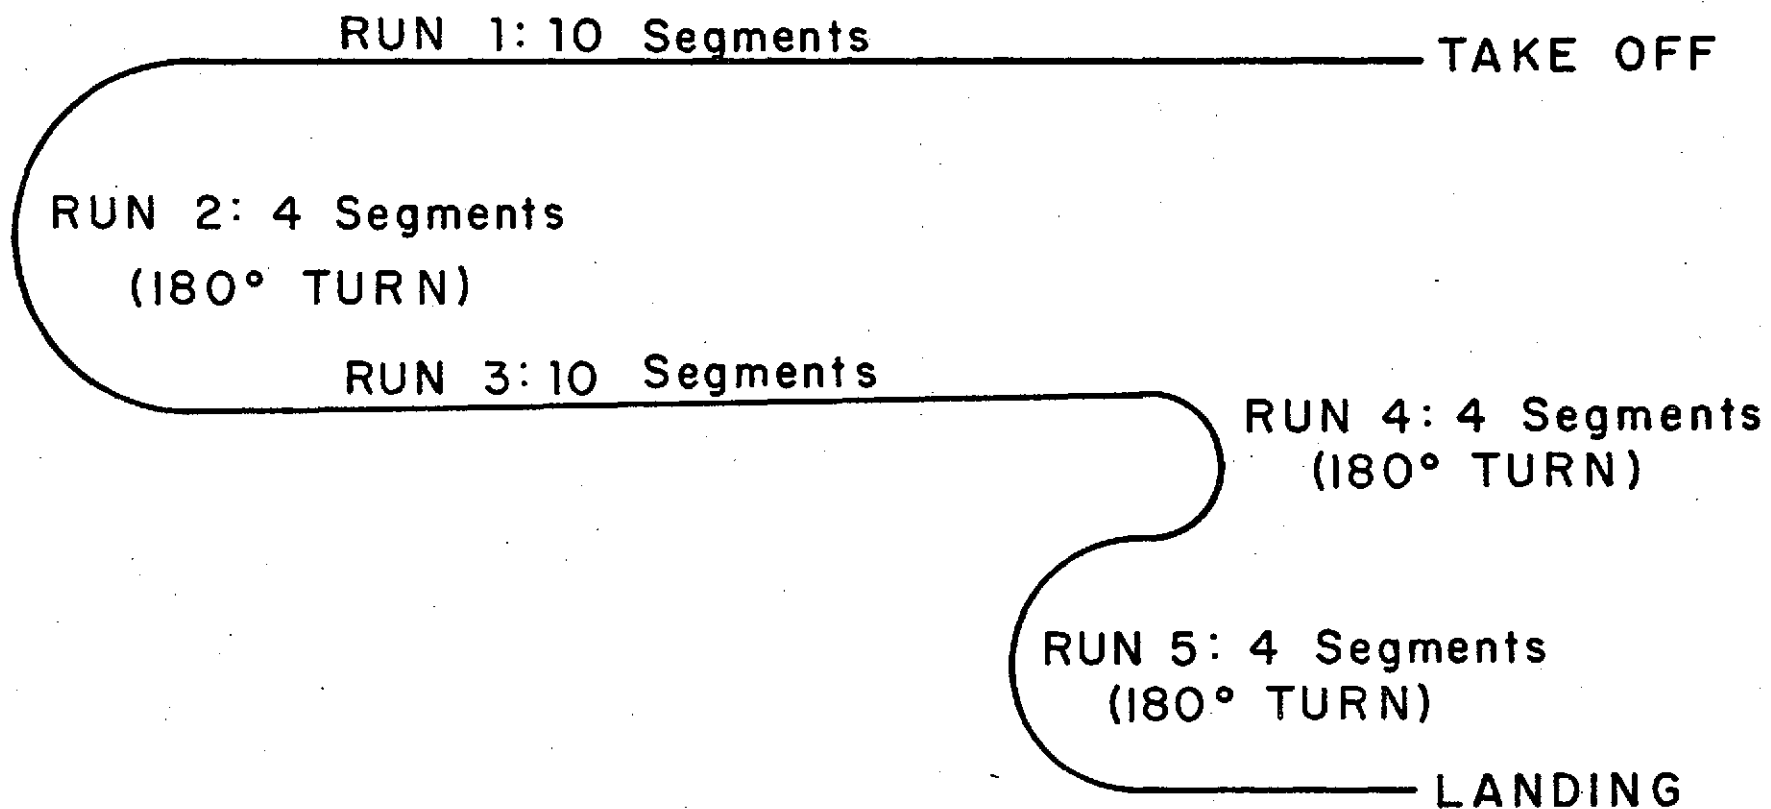 RUN 1: 10 Segments
TAKE OFF
RUN 2: 4 Segments
(180° TURN)
RUN 3: 10 Segments
RUN 4: 4 Segments
(180° TURN)
RUN 5: 4 Segments
(180° TURN)
LANDING